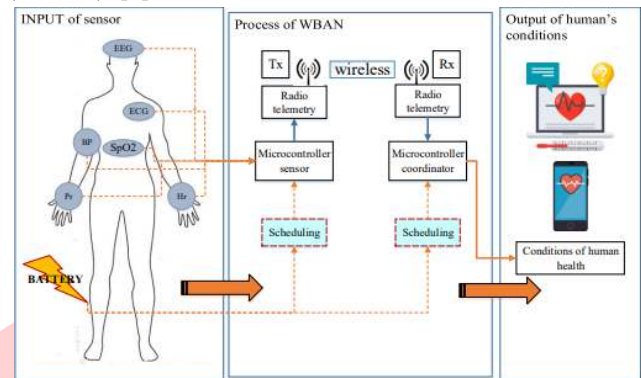 INPUT of sensor
EEG
ECG
BP
SpO2
Pr
Hr
BATTERY
Process of WBAN
Tx
wireless
Rx
Radio
telemetry
Radio
telemetry
Microcontroller
sensor
Microcontroller
coordinator
Scheduling
Scheduling
Output of human's
conditions
Conditions of human
health